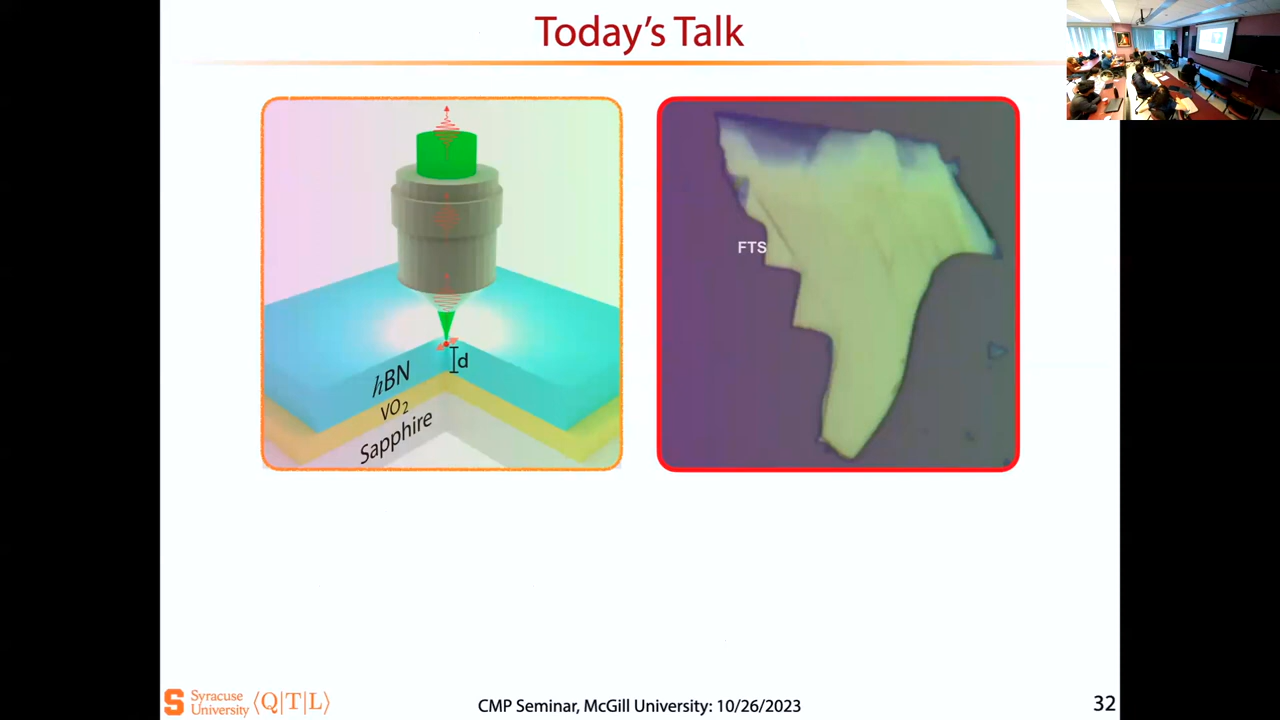 Today's Talk
d
hBN
VO2
Sapphire
FTS
S Syracuse University ⟨Q|T|L⟩
CMP Seminar, McGill University: 10/26/2023
32